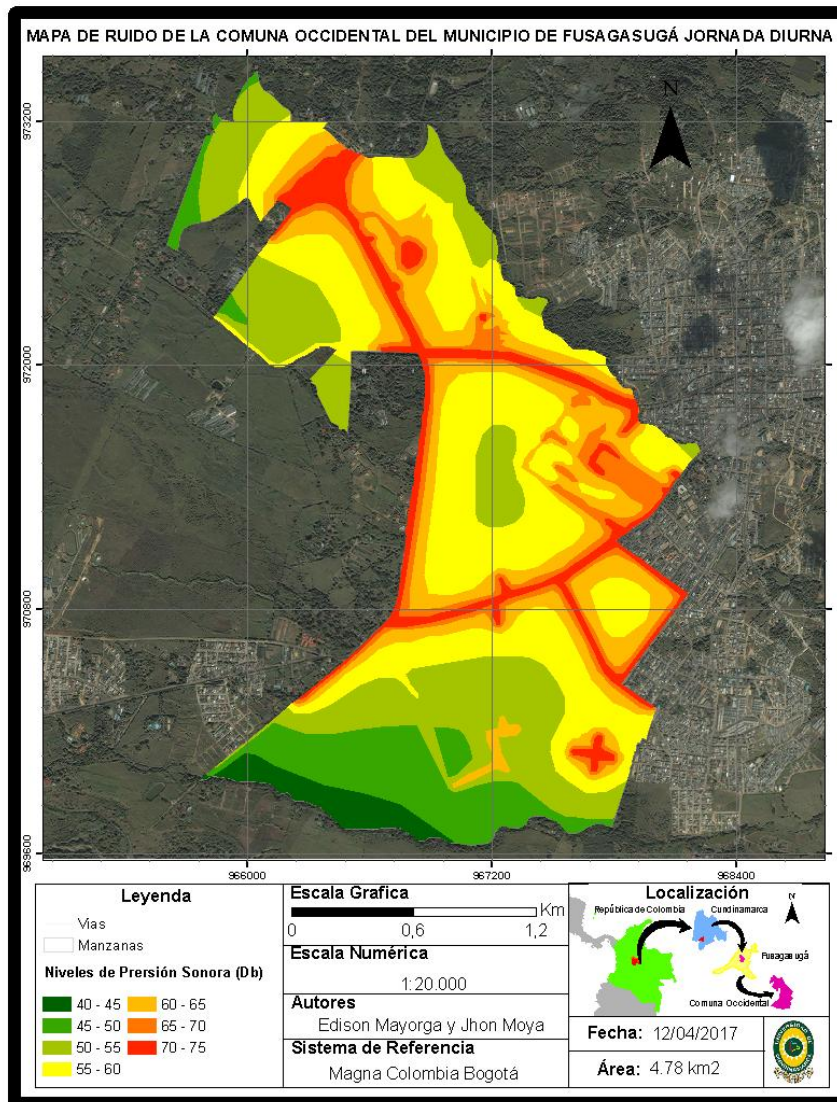 MAPA DE RUIDO DE LA COMUNA OCCIDENTAL DEL MUNICIPIO DE FUSAGASUGÁ JORNADA DIURNA
N
973200
972000
970800
969600
966000
967200
968400
Leyenda
Vias
Manzanas
Niveles de Prersión Sonora (Db)
40 - 45
45 - 50
50 - 55
55 - 60
60 - 65
65 - 70
70 - 75
Escala Grafica
Km
0 0,6 1,2
Escala Numérica
1:20.000
Autores
Edison Mayorga y Jhon Moya
Sistema de Referencia
Magna Colombia Bogotá
Localización
N
República de Colombia
Cundinamarca
Fusagasugá
Comuna Occidental
Fecha: 12/04/2017
Área: 4.78 km2